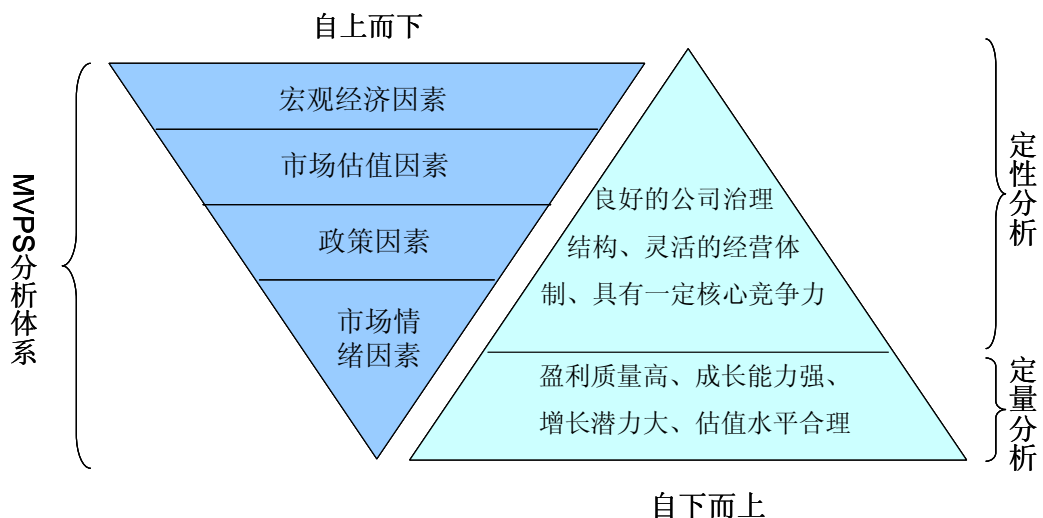 自上而下
MVPS分析体系
宏观经济因素
市场估值因素
政策因素
市场情
绪因素
良好的公司治理
结构、灵活的经营体
制、具有一定核心竞争力
盈利质量高、成长能力强、
增长潜力大、估值水平合理
定性分析
定量分析
自下而上